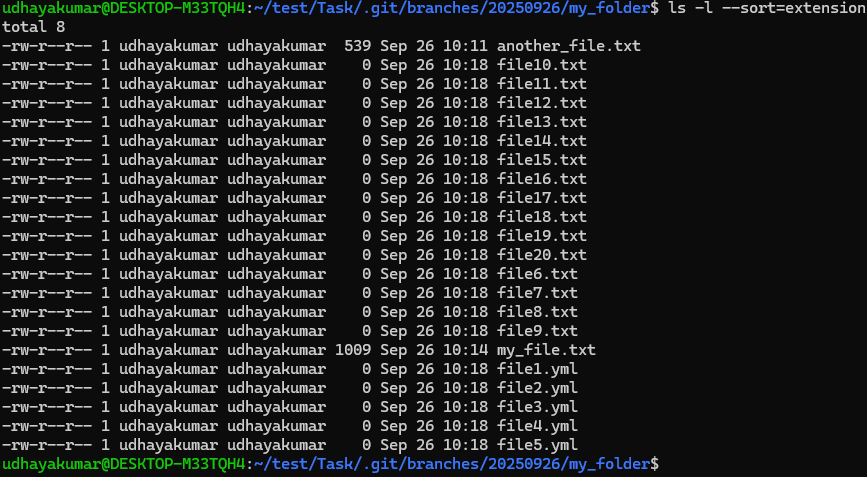 udhayakumar@DESKTOP-M33TQH4:~/test/Task/.git/branches/20250926/my_folder$ ls -l --sort=extension
total 8
-rw-r--r-- 1 udhayakumar udhayakumar  539 Sep 26 10:11 another_file.txt
-rw-r--r-- 1 udhayakumar udhayakumar    0 Sep 26 10:18 file10.txt
-rw-r--r-- 1 udhayakumar udhayakumar    0 Sep 26 10:18 file11.txt
-rw-r--r-- 1 udhayakumar udhayakumar    0 Sep 26 10:18 file12.txt
-rw-r--r-- 1 udhayakumar udhayakumar    0 Sep 26 10:18 file13.txt
-rw-r--r-- 1 udhayakumar udhayakumar    0 Sep 26 10:18 file14.txt
-rw-r--r-- 1 udhayakumar udhayakumar    0 Sep 26 10:18 file15.txt
-rw-r--r-- 1 udhayakumar udhayakumar    0 Sep 26 10:18 file16.txt
-rw-r--r-- 1 udhayakumar udhayakumar    0 Sep 26 10:18 file17.txt
-rw-r--r-- 1 udhayakumar udhayakumar    0 Sep 26 10:18 file18.txt
-rw-r--r-- 1 udhayakumar udhayakumar    0 Sep 26 10:18 file19.txt
-rw-r--r-- 1 udhayakumar udhayakumar    0 Sep 26 10:18 file20.txt
-rw-r--r-- 1 udhayakumar udhayakumar    0 Sep 26 10:18 file6.txt
-rw-r--r-- 1 udhayakumar udhayakumar    0 Sep 26 10:18 file7.txt
-rw-r--r-- 1 udhayakumar udhayakumar    0 Sep 26 10:18 file8.txt
-rw-r--r-- 1 udhayakumar udhayakumar    0 Sep 26 10:18 file9.txt
-rw-r--r-- 1 udhayakumar udhayakumar 1009 Sep 26 10:14 my_file.txt
-rw-r--r-- 1 udhayakumar udhayakumar    0 Sep 26 10:18 file1.yml
-rw-r--r-- 1 udhayakumar udhayakumar    0 Sep 26 10:18 file2.yml
-rw-r--r-- 1 udhayakumar udhayakumar    0 Sep 26 10:18 file3.yml
-rw-r--r-- 1 udhayakumar udhayakumar    0 Sep 26 10:18 file4.yml
-rw-r--r-- 1 udhayakumar udhayakumar    0 Sep 26 10:18 file5.yml
udhayakumar@DESKTOP-M33TQH4:~/test/Task/.git/branches/20250926/my_folder$